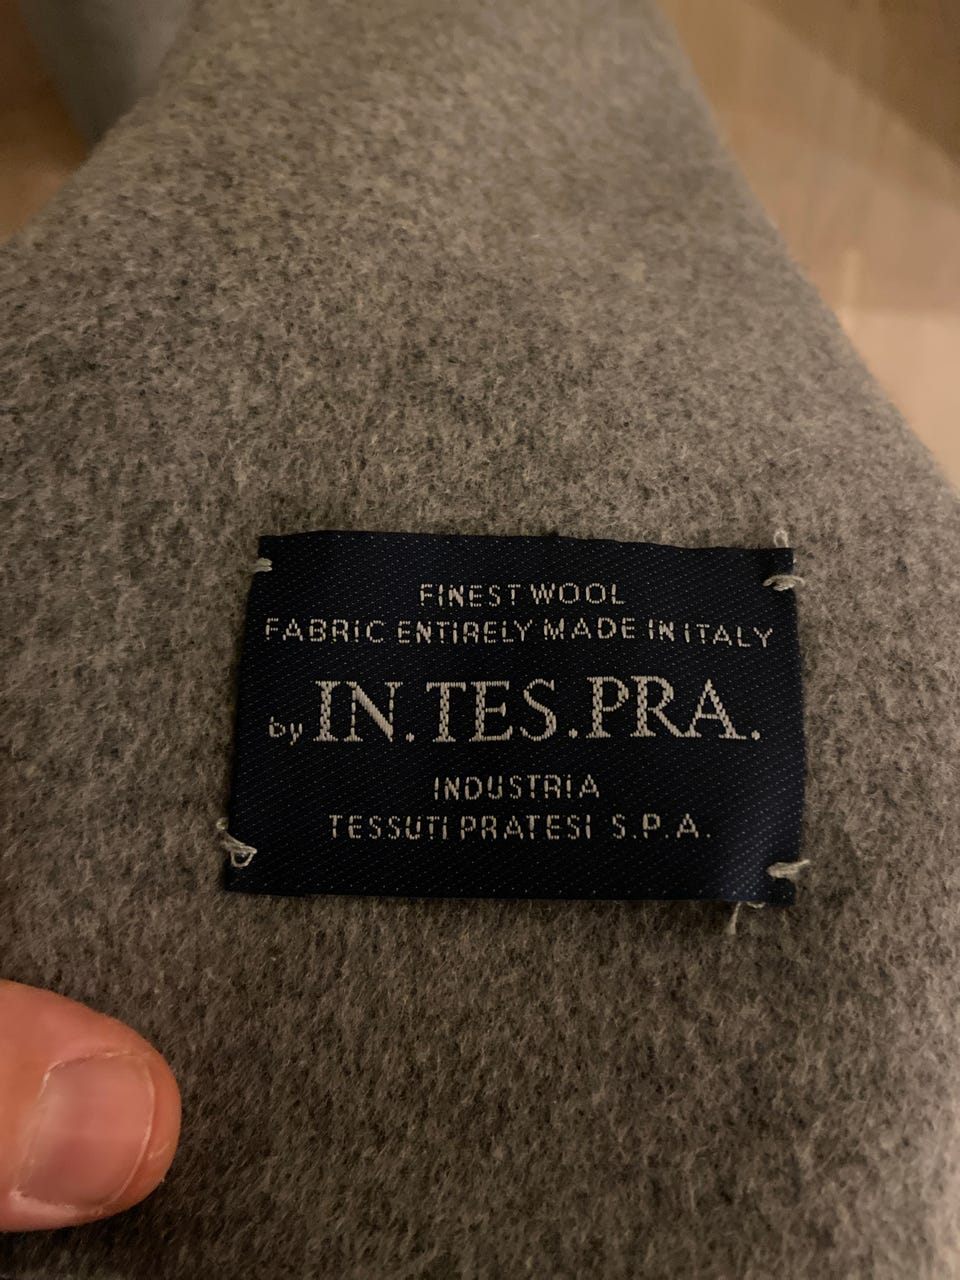 FINEST WOOL
FABRIC ENTIRELY MADE IN ITALY
by IN.TES.PRA.
INDUSTRIA
TESSUTI PRATESI S.P.A.